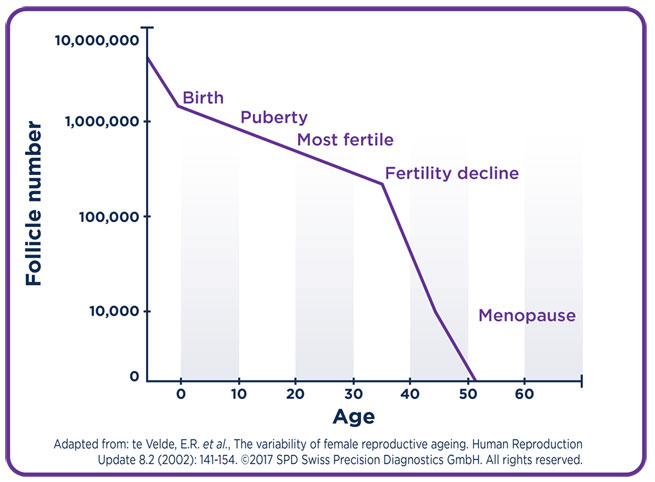 10,000,000
Birth
Puberty
1,000,000
Most fertile
Fertility decline
Follicle number
100,000
10,000
Menopause
0
0 10 20 30 40 50 60
Age
Adapted from: te Velde, E.R. et al., The variability of female reproductive ageing. Human Reproduction
Update 8.2 (2002): 141-154. ©2017 SPD Swiss Precision Diagnostics GmbH. All rights reserved.